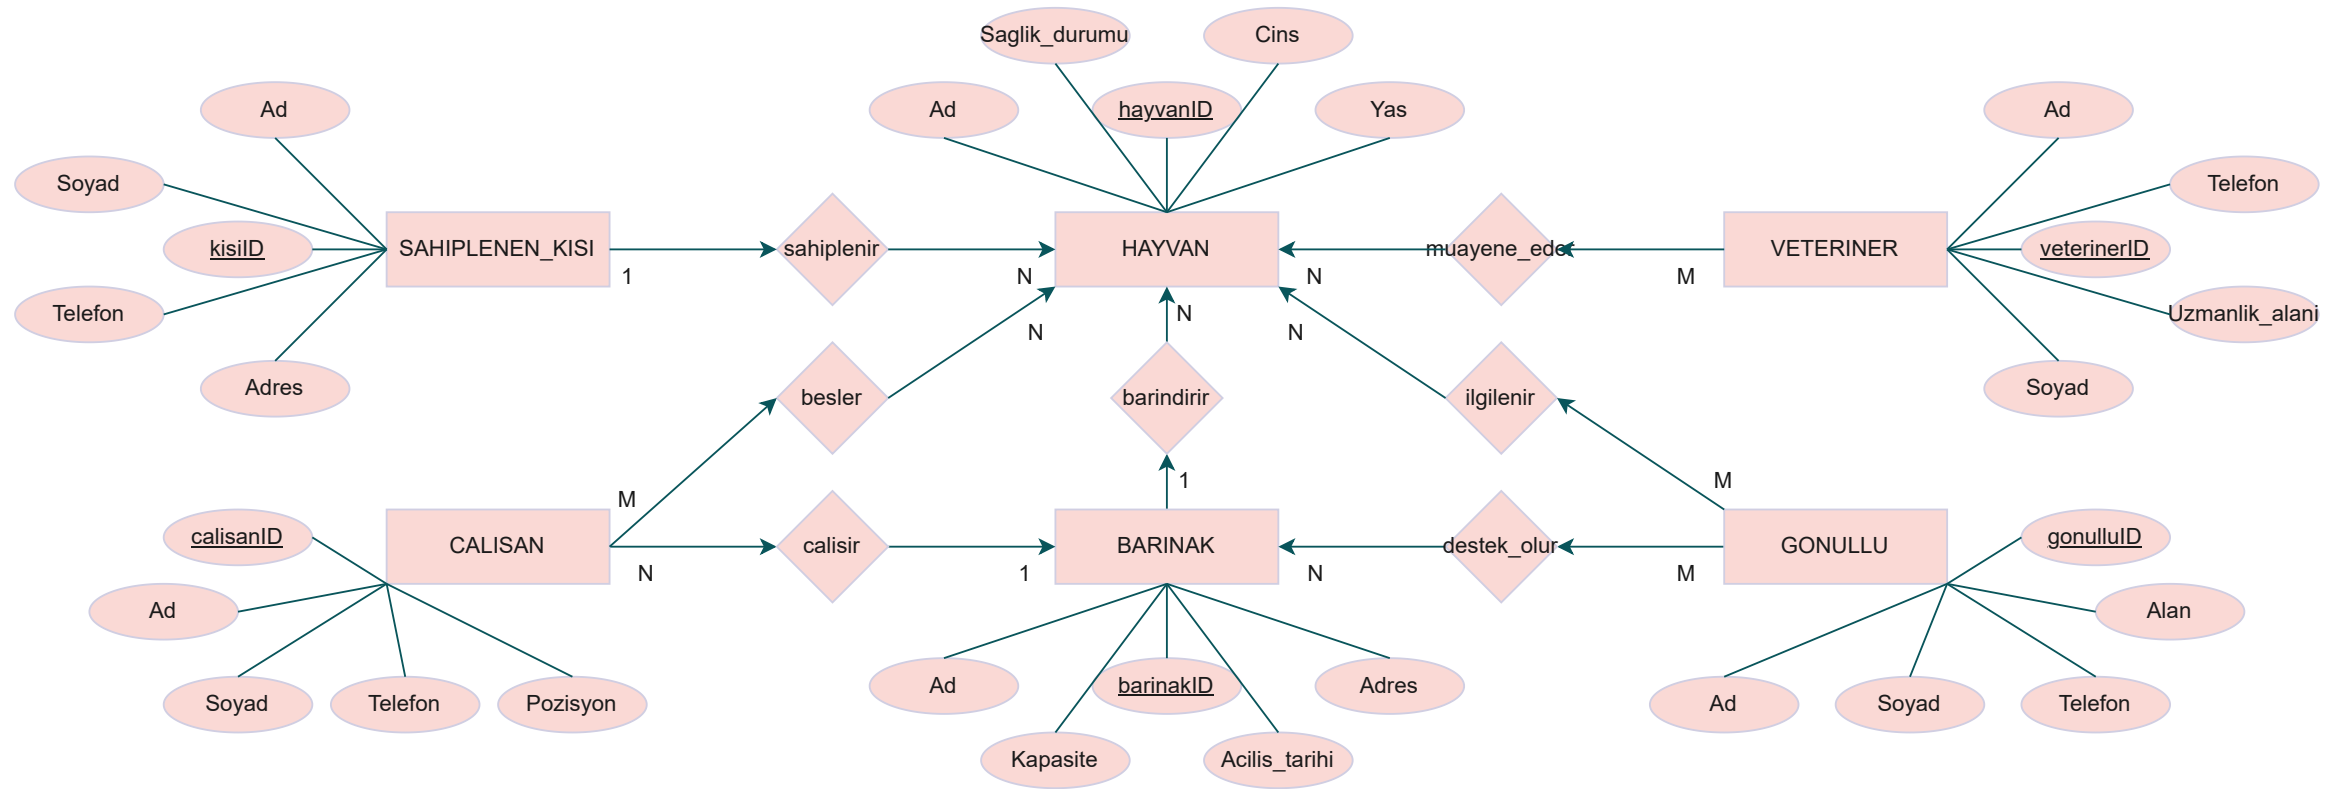 Saglik_durumu
Cins
Ad
Ad
hayvanID
Yas
Ad
Soyad
Telefon
kisiID
SAHIPLENEN_KISI
sahiplenir
HAYVAN
muayene_eder
VETERINER
veterinerID
1
N
N
M
Telefon
N
Uzmanlik_alani
N
N
Adres
besler
barindirir
ilgilenir
Soyad
M
1
M
calisanID
CALISAN
calisir
BARINAK
destek_olur
GONULLU
gonulluID
N
1
N
M
Ad
Alan
Ad
barinakID
Adres
Soyad
Telefon
Pozisyon
Ad
Soyad
Telefon
Kapasite
Acilis_tarihi